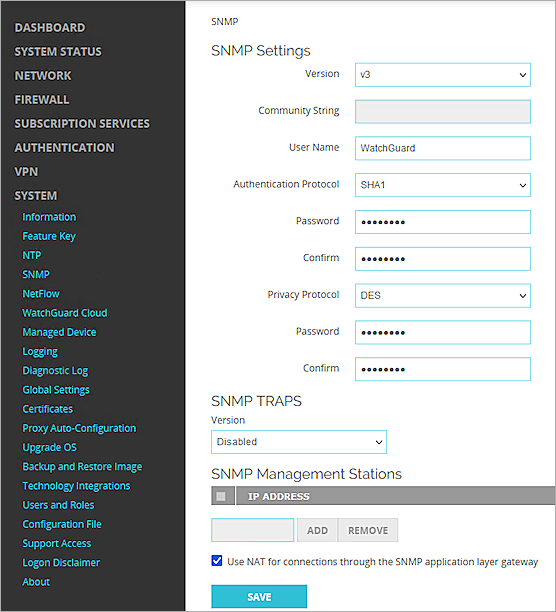 DASHBOARD
SYSTEM STATUS
NETWORK
FIREWALL
SUBSCRIPTION SERVICES
AUTHENTICATION
VPN
SYSTEM
Information
Feature Key
NTP
SNMP
NetFlow
WatchGuard Cloud
Managed Device
Logging
Diagnostic Log
Global Settings
Certificates
Proxy Auto-Configuration
Upgrade OS
Backup and Restore Image
Technology Integrations
Users and Roles
Configuration File
Support Access
Logon Disclaimer
About
SNMP
SNMP Settings
Version v3
Community String
User Name WatchGuard
Authentication Protocol SHA1
Password ••••••••
Confirm ••••••••
Privacy Protocol DES
Password ••••••••
Confirm ••••••••
SNMP TRAPS
Version
Disabled
SNMP Management Stations
IP ADDRESS
ADD REMOVE
Use NAT for connections through the SNMP application layer gateway
SAVE